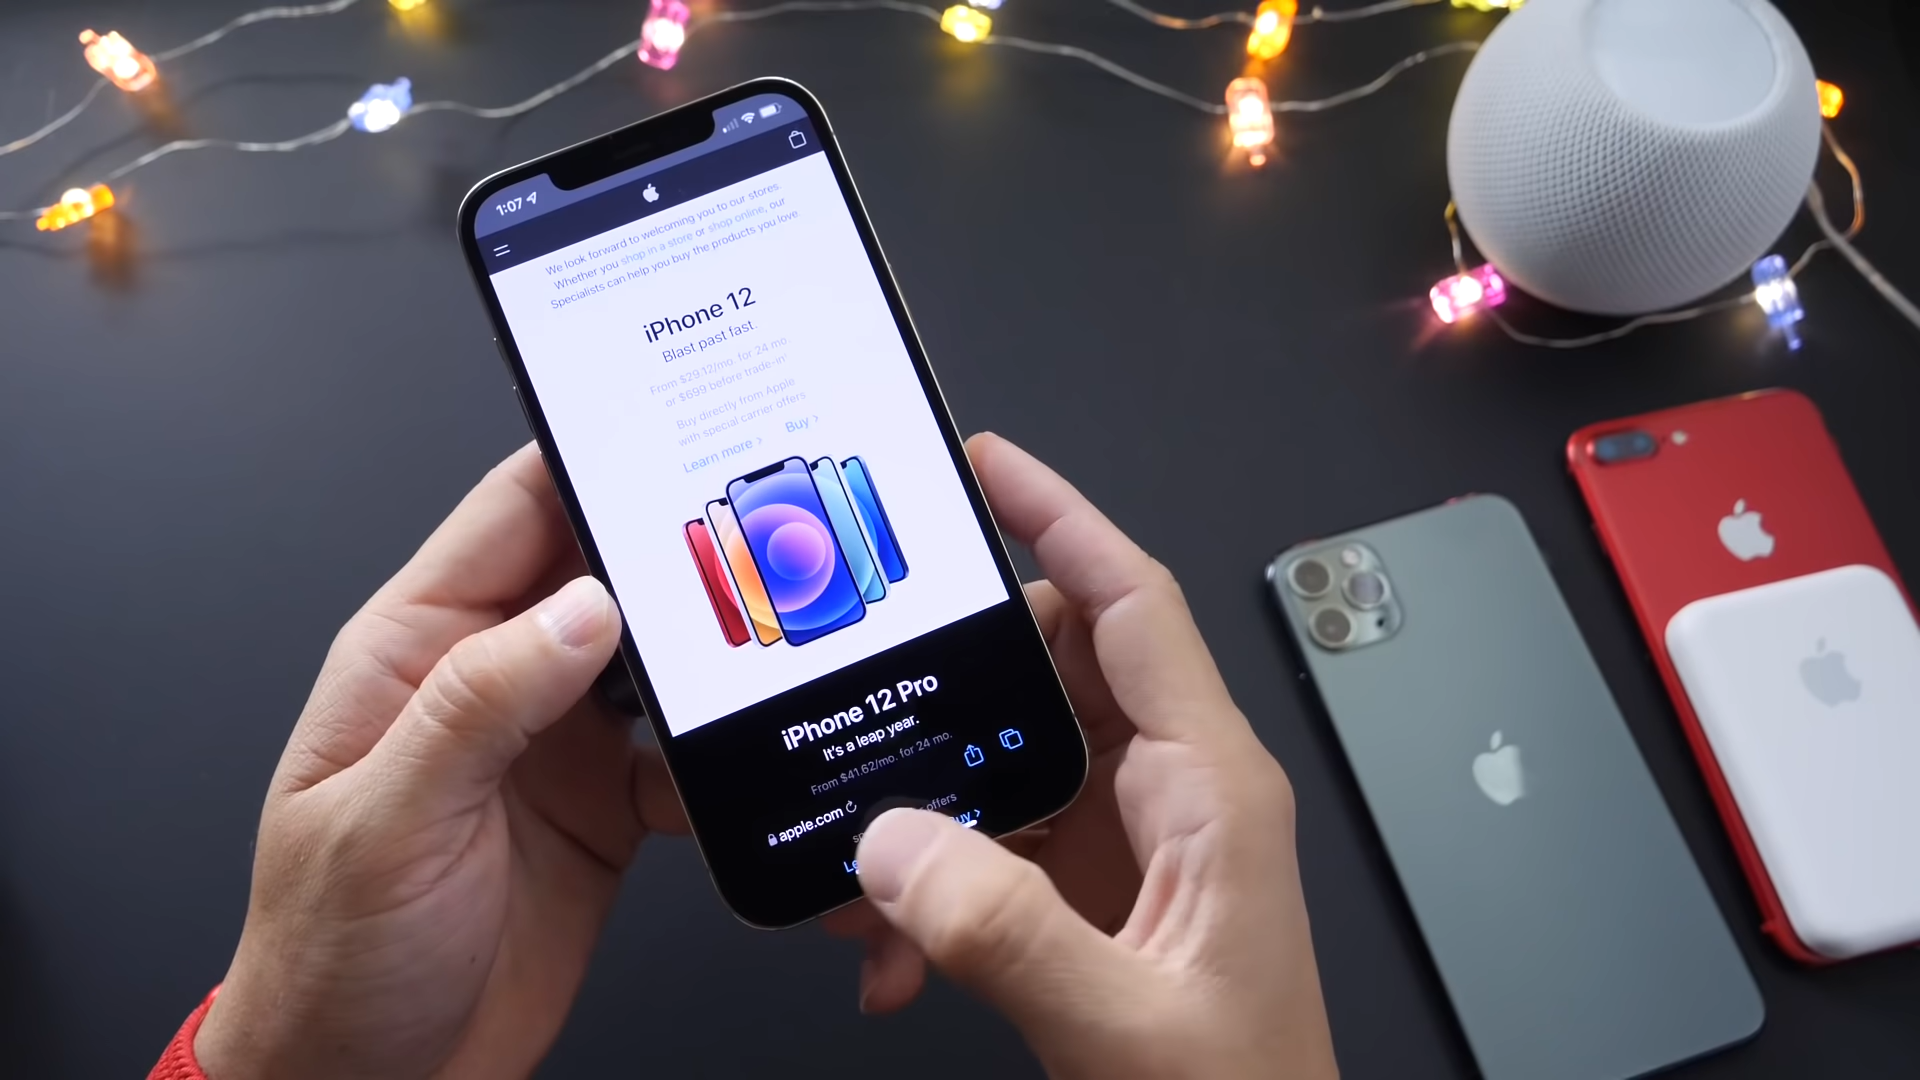 1:07
We look forward to welcoming you to our stores.
Whether you shop in a store or shop online, our
Specialists can help you buy the products you love
iPhone 12
Blast past fast.
From $29.12/mo. for 24 mo.
or $699 before trade-in*
Buy directly from Apple
with special carrier offers
Learn more > Buy >
iPhone 12 Pro
It's a leap year.
From $41.62/mo. for 24 mo.
apple.com
offers
Buy >